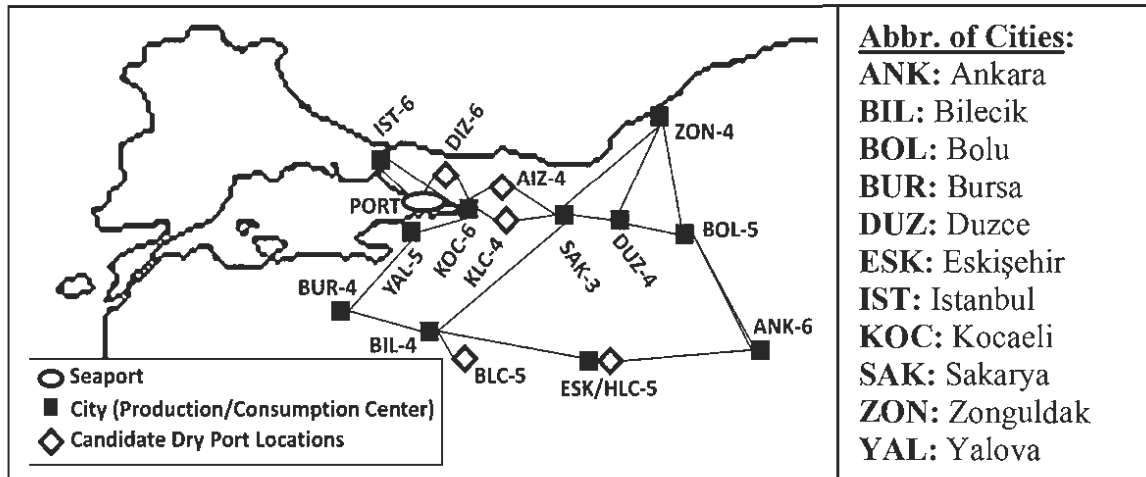 IST-6
DIZ-6
ZON-4
AIZ-4
PORT
BOL-5
YAL-5
KOC-6
KLC-4
SAK-3
DUZ-4
BUR-4
BIL-4
ANK-6
BLC-5
ESK/HLC-5
Seaport
City (Production/Consumption Center)
Candidate Dry Port Locations
Abbr. of Cities:
ANK: Ankara
BIL: Bilecik
BOL: Bolu
BUR: Bursa
DUZ: Duzce
ESK: Eskişehir
IST: Istanbul
KOC: Kocaeli
SAK: Sakarya
ZON: Zonguldak
YAL: Yalova